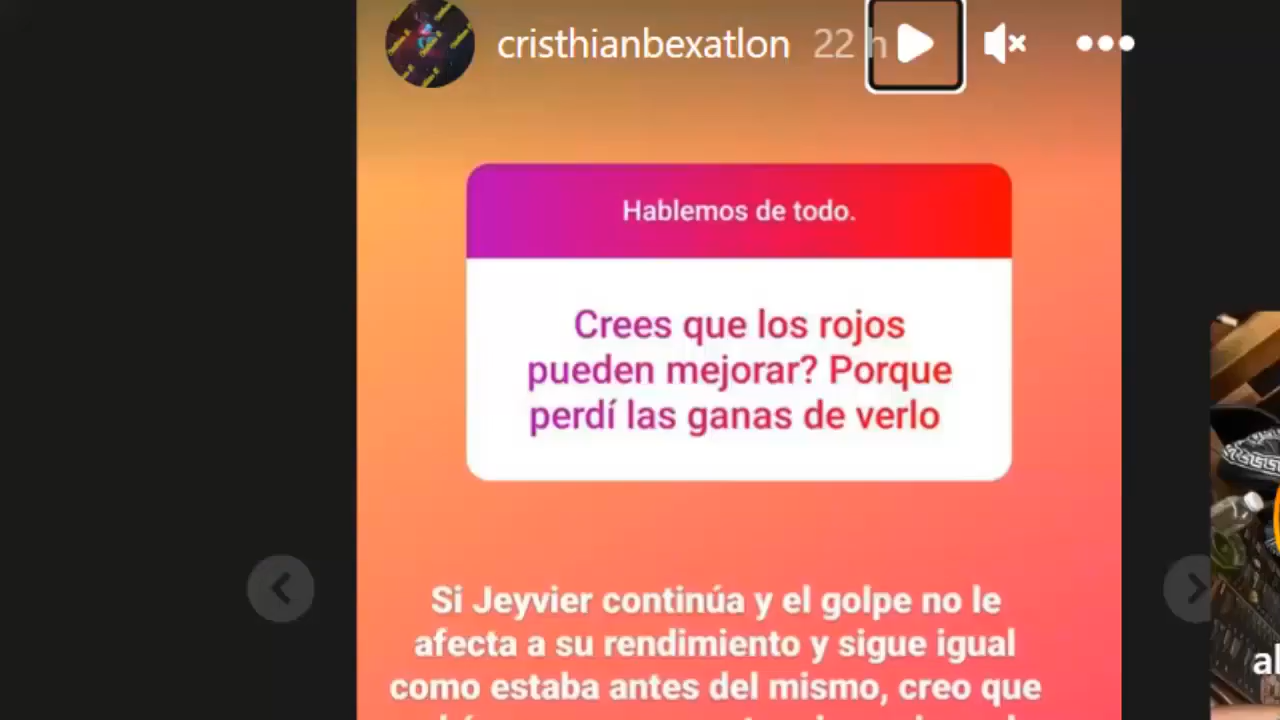 cristhianbexatlon 22 h
Hablemos de todo.
Crees que los rojos
pueden mejorar? Porque
perdí las ganas de verlo
Si Jeyvier continúa y el golpe no le
afecta a su rendimiento y sigue igual
como estaba antes del mismo, creo que